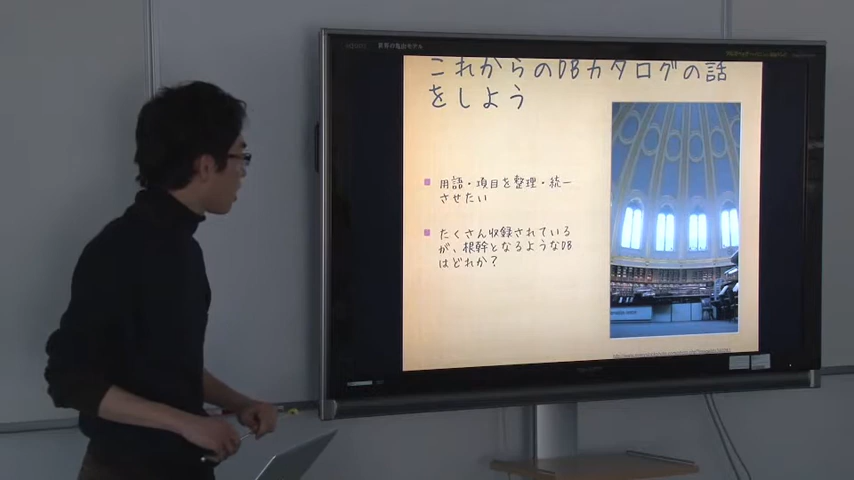 これからのDBカタログの話
をしよう
用語・項目を整理・統一
させたい
たくさん収録されている
が、根幹となるようなDB
はどれか?